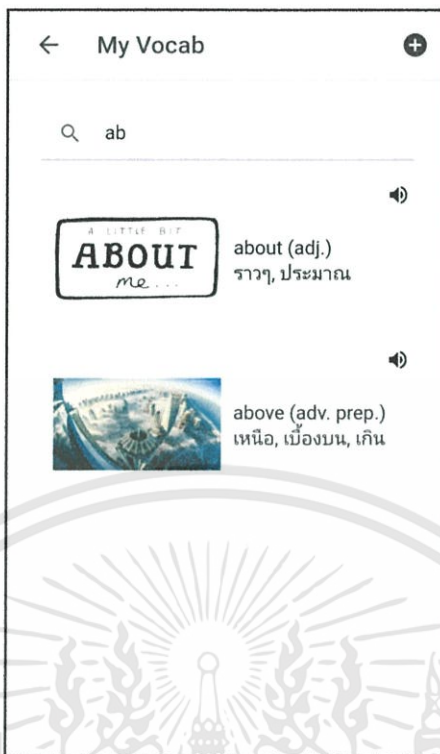 My Vocab
ab
A LITTLE BIT
ABOUT
me...
about (adj.)
ราวๆ, ประมาณ
above (adv. prep.)
เหนือ, เบื้องบน, เกิน